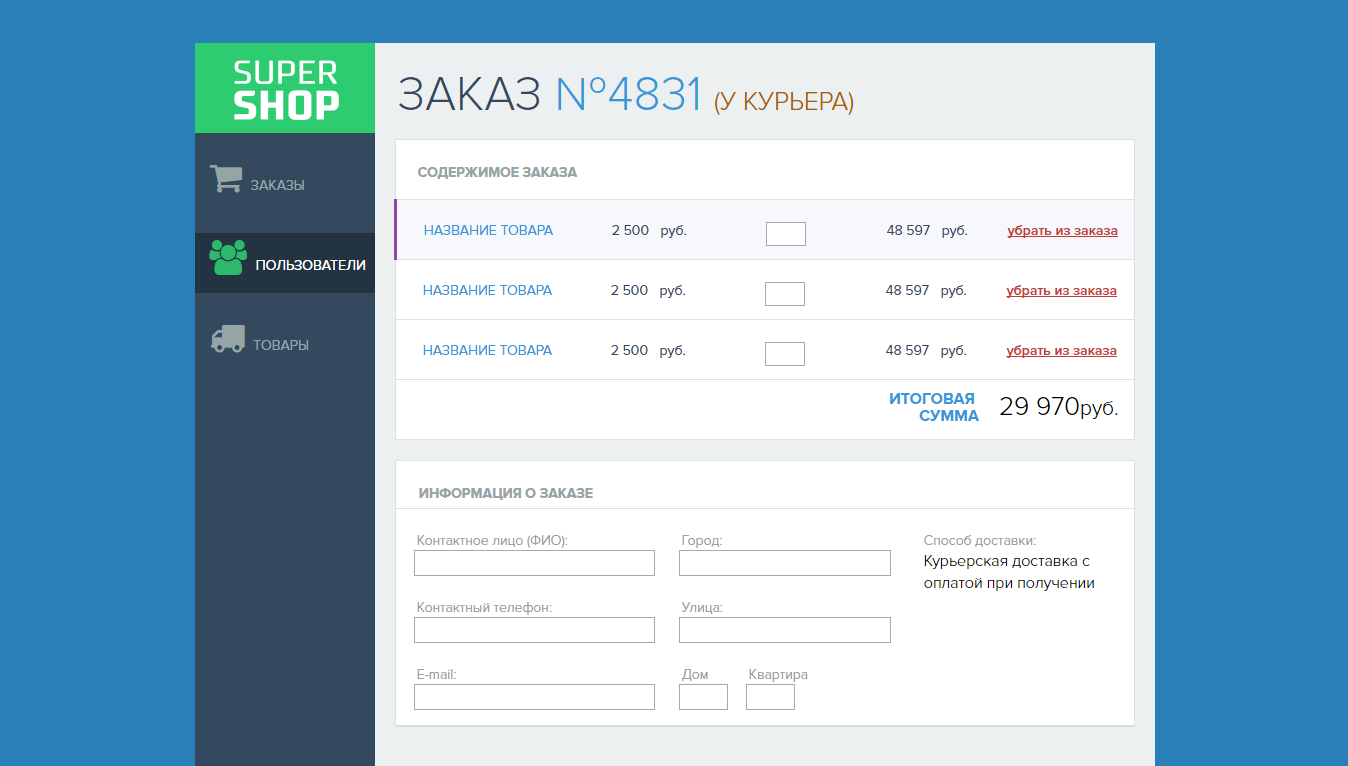 SUPER
SHOP
ЗАКАЗЫ
ПОЛЬЗОВАТЕЛИ
ТОВАРЫ
ЗАКАЗ №4831 (У КУРЬЕРА)
СОДЕРЖИМОЕ ЗАКАЗА
НАЗВАНИЕ ТОВАРА 2 500 руб. 48 597 руб. убрать из заказа
НАЗВАНИЕ ТОВАРА 2 500 руб. 48 597 руб. убрать из заказа
НАЗВАНИЕ ТОВАРА 2 500 руб. 48 597 руб. убрать из заказа
ИТОГОВАЯ
СУММА 29 970руб.
ИНФОРМАЦИЯ О ЗАКАЗЕ
Контактное лицо (ФИО): Город: Способ доставки:
Курьерская доставка с
оплатой при получении
Контактный телефон: Улица:
E-mail: Дом Квартира